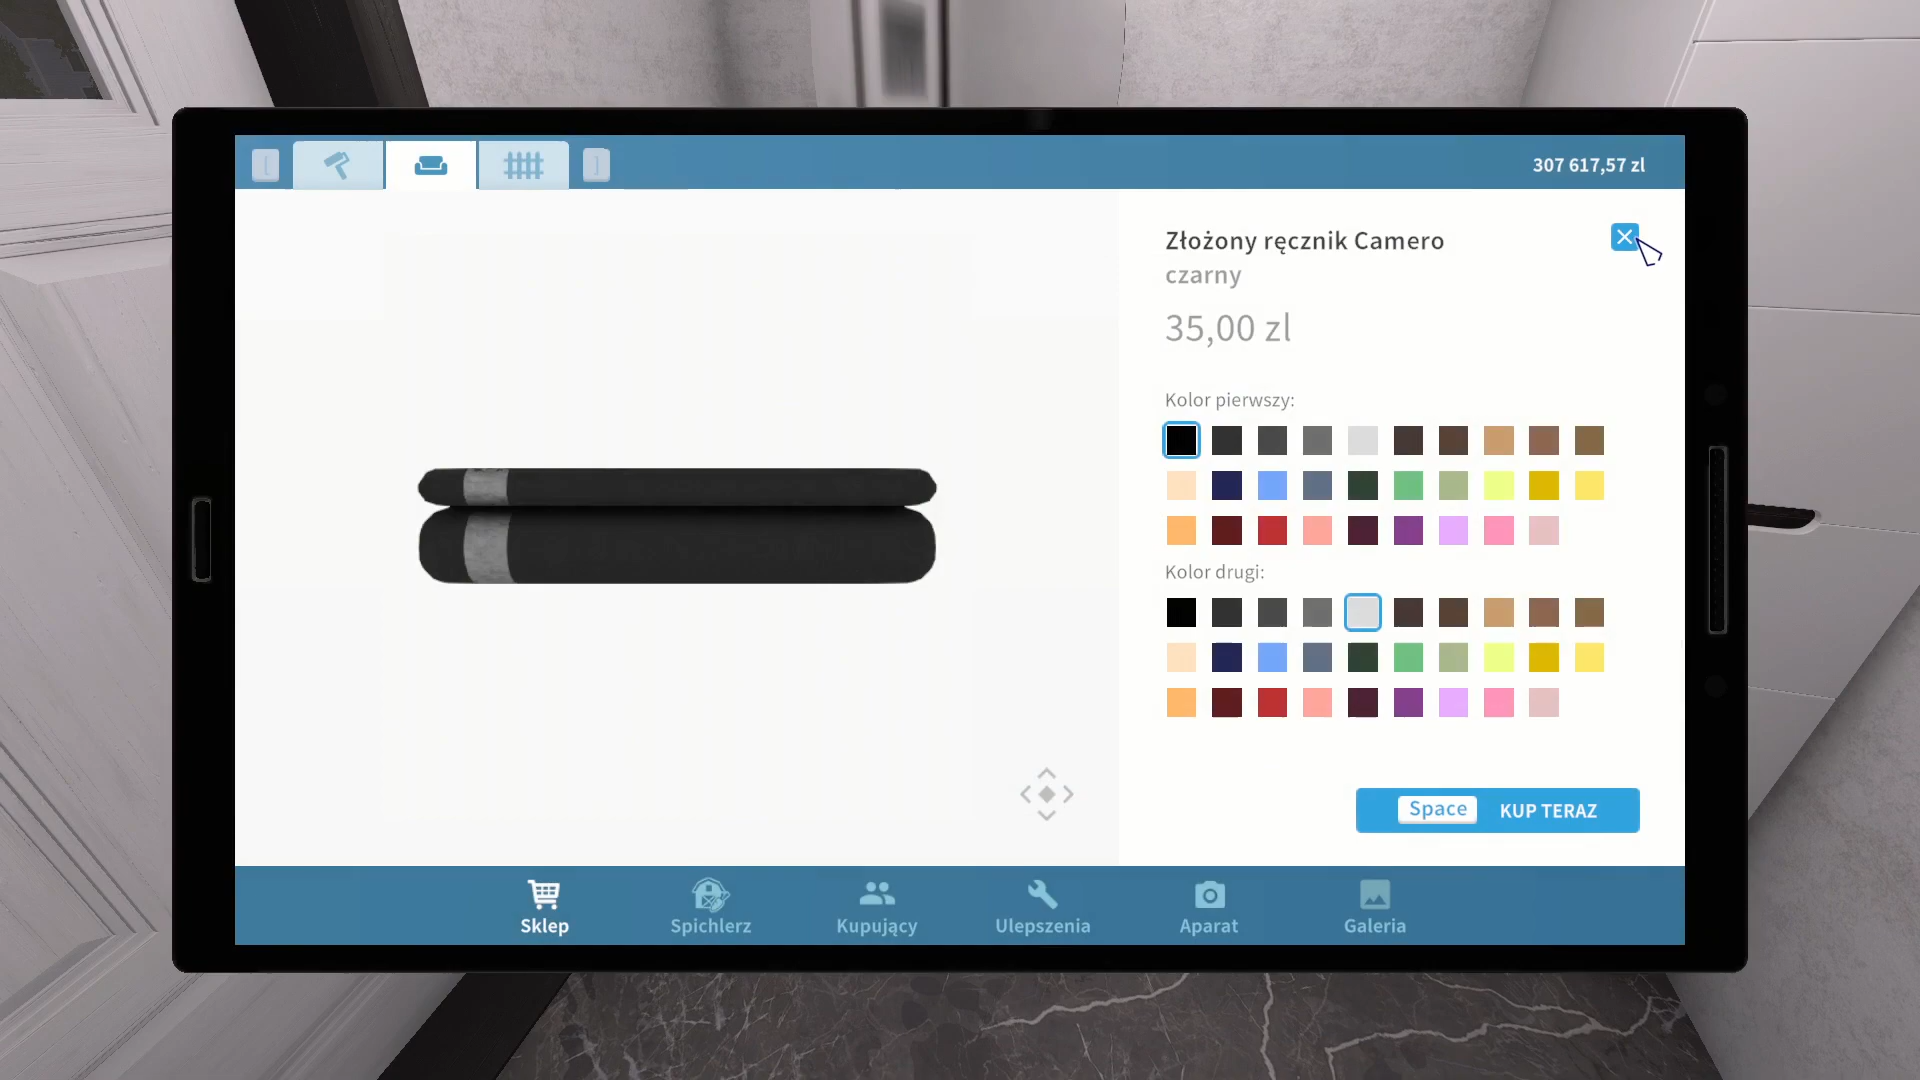 [
]
307 617,57 zl
Złożony ręcznik Camero
czarny
35,00 zl
Kolor pierwszy:
Kolor drugi:
Space KUP TERAZ
Sklep
Spichlerz
Kupujący
Ulepszenia
Aparat
Galeria